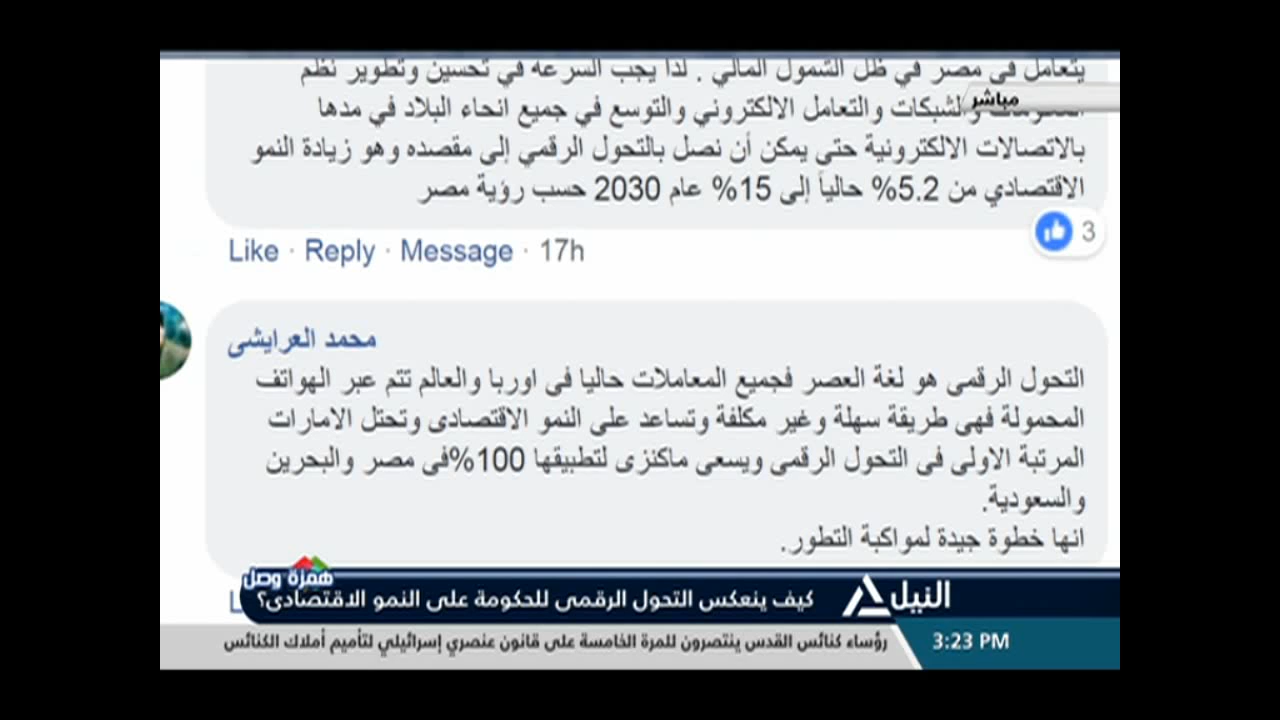 يتعامل في مصر في ظل الشمول المالي . لذا يجب السرعه في تحسين وتطوير نظم
مباشر
والشبكات والتعامل الالكتروني والتوسع في جميع انحاء البلاد في مدها
بالاتصالات الالكترونية حتى يمكن أن نصل بالتحول الرقمي إلى مقصده وهو زيادة النمو
الاقتصادي من 5.2% حالياً إلى 15% عام 2030 حسب رؤية مصر
Like · Reply · Message · 17h
3
محمد العرايشى
التحول الرقمى هو لغة العصر فجميع المعاملات حاليا فى اوربا والعالم تتم عبر الهواتف
المحمولة فهى طريقة سهلة وغير مكلفة وتساعد على النمو الاقتصادى وتحتل الامارات
المرتبة الاولى فى التحول الرقمى ويسعى ماكنزى لتطبيقها 100%فى مصر والبحرين
والسعودية.
انها خطوة جيدة لمواكبة التطور.
همزة وصل
النيل
كيف ينعكس التحول الرقمى للحكومة على النمو الاقتصادى؟
رؤساء كنائس القدس ينتصرون للمرة الخامسة على قانون عنصري إسرائيلي لتأميم أملاك الكنائس
3:23 PM